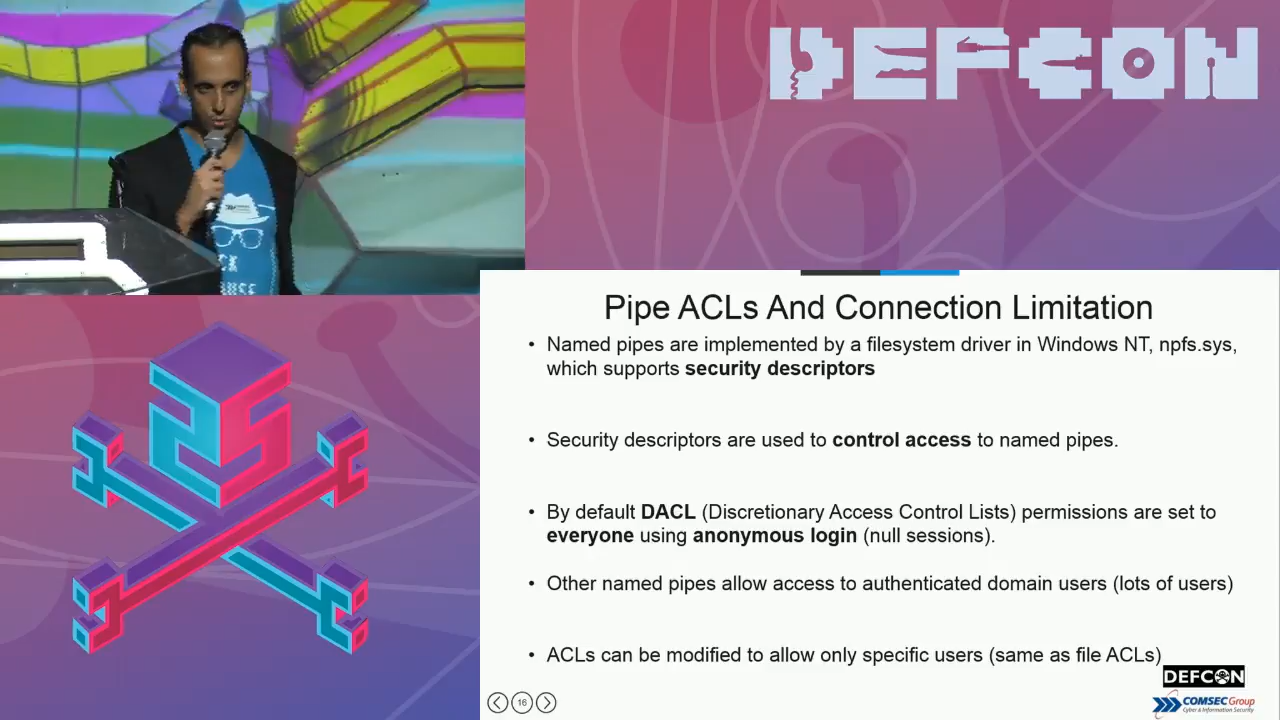 DEFCON
Pipe ACLs And Connection Limitation
• Named pipes are implemented by a filesystem driver in Windows NT, npfs.sys,
which supports security descriptors
• Security descriptors are used to control access to named pipes.
• By default DACL (Discretionary Access Control Lists) permissions are set to
everyone using anonymous login (null sessions).
• Other named pipes allow access to authenticated domain users (lots of users)
• ACLs can be modified to allow only specific users (same as file ACLs)
DEFCON
16
COMSEC Group
Cyber & Information Security